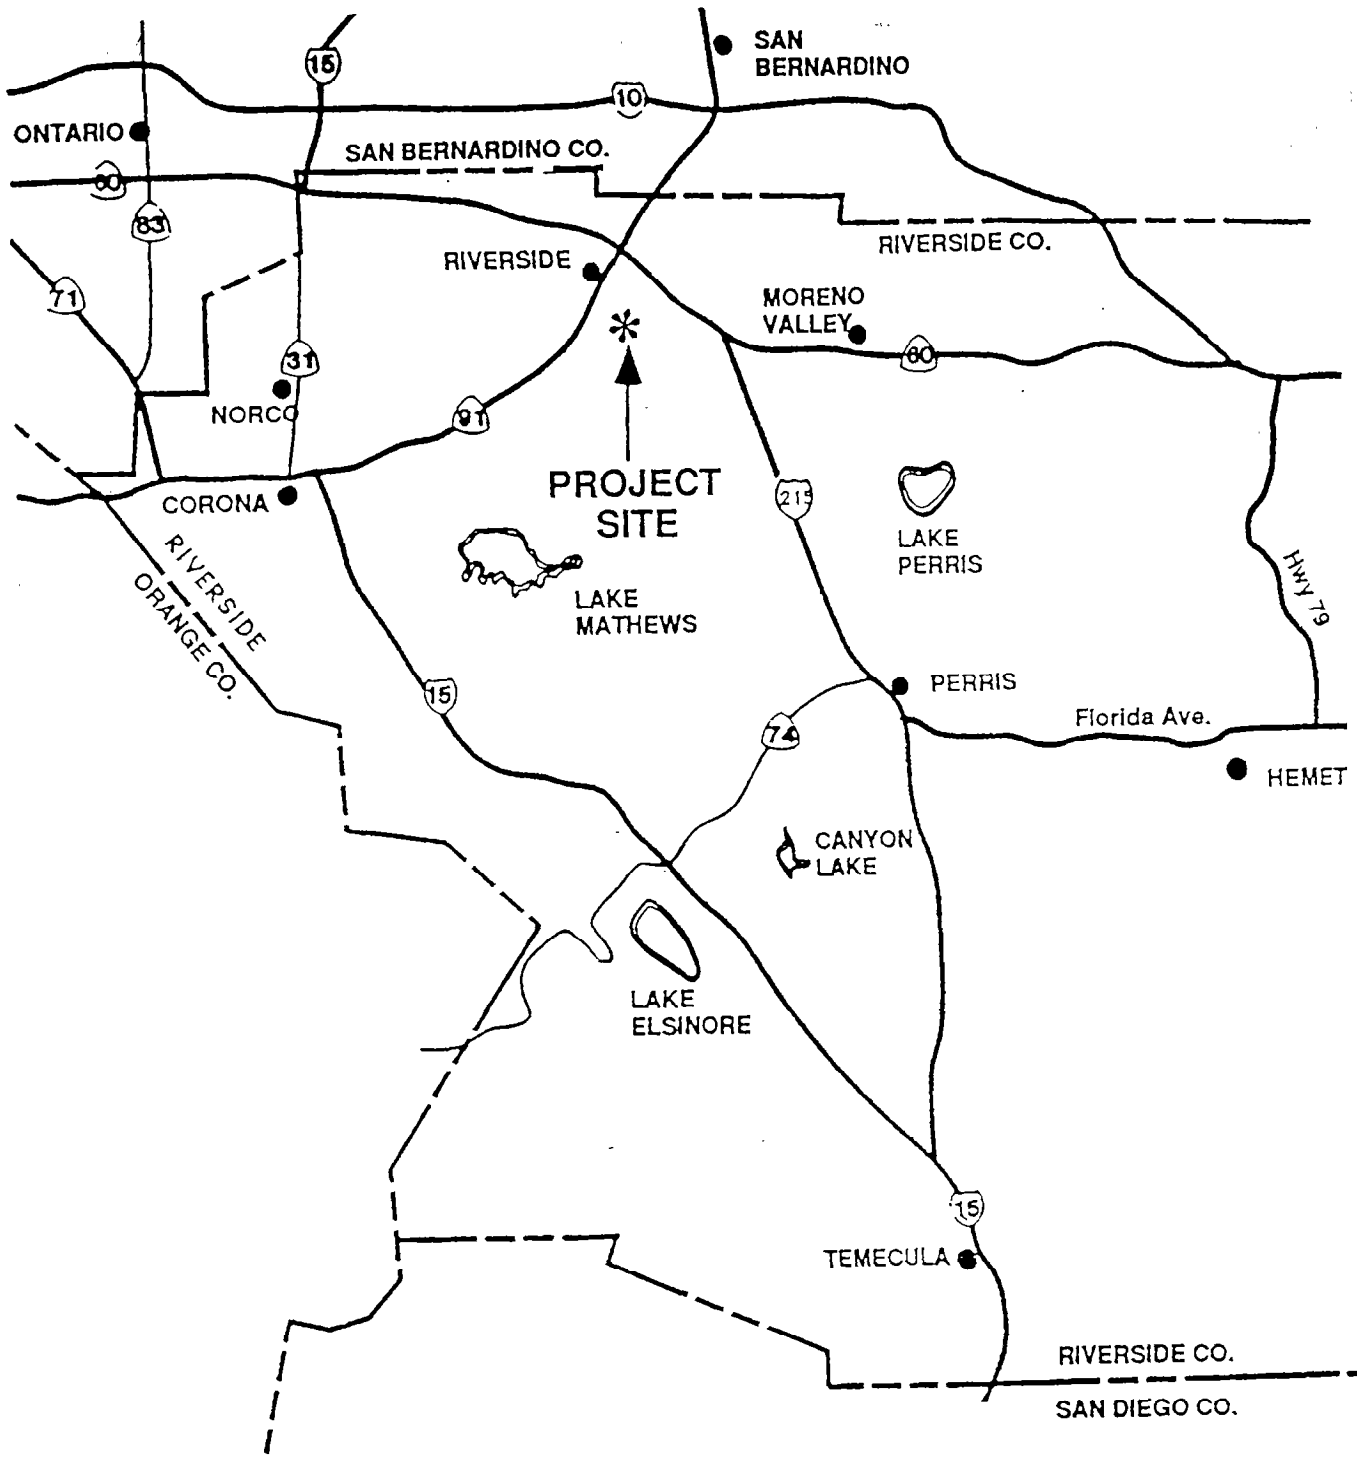 15
SAN
BERNARDINO
10
ONTARIO
SAN BERNARDINO CO.
60
83
RIVERSIDE CO.
RIVERSIDE
71
MORENO
VALLEY
31
60
NORCO
91
PROJECT
SITE
215
CORONA
LAKE
PERRIS
RIVERSIDE
ORANGE CO.
Hwy 79
LAKE
MATHEWS
15
PERRIS
74
Florida Ave.
HEMET
CANYON
LAKE
LAKE
ELSINORE
15
TEMECULA
RIVERSIDE CO.
SAN DIEGO CO.